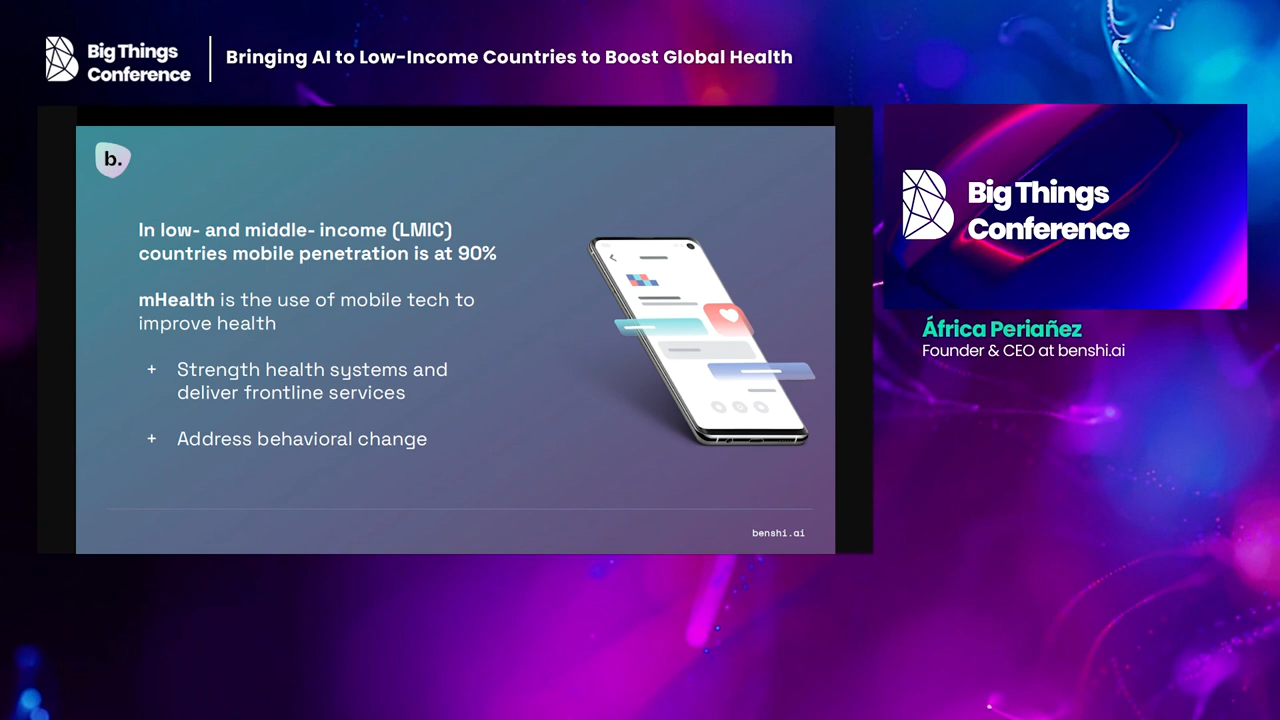 Big Things
Conference
Bringing AI to Low-Income Countries to Boost Global Health
b.
In low- and middle- income (LMIC)
countries mobile penetration is at 90%
mHealth is the use of mobile tech to
improve health
+ Strength health systems and
deliver frontline services
+ Address behavioral change
benshi.ai
Big Things
Conference
África Periañez
Founder & CEO at benshi.ai